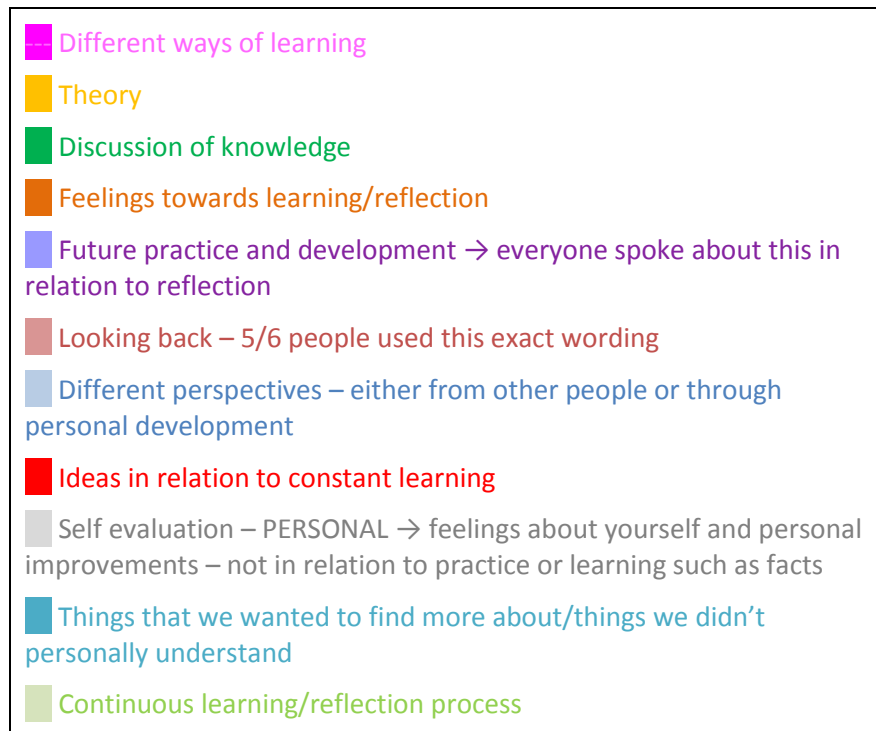 --- Different ways of learning
Theory
Discussion of knowledge
Feelings towards learning/reflection
Future practice and development → everyone spoke about this in
relation to reflection
Looking back – 5/6 people used this exact wording
Different perspectives – either from other people or through
personal development
Ideas in relation to constant learning
Self evaluation – PERSONAL → feelings about yourself and personal
improvements – not in relation to practice or learning such as facts
Things that we wanted to find more about/things we didn’t
personally understand
Continuous learning/reflection process